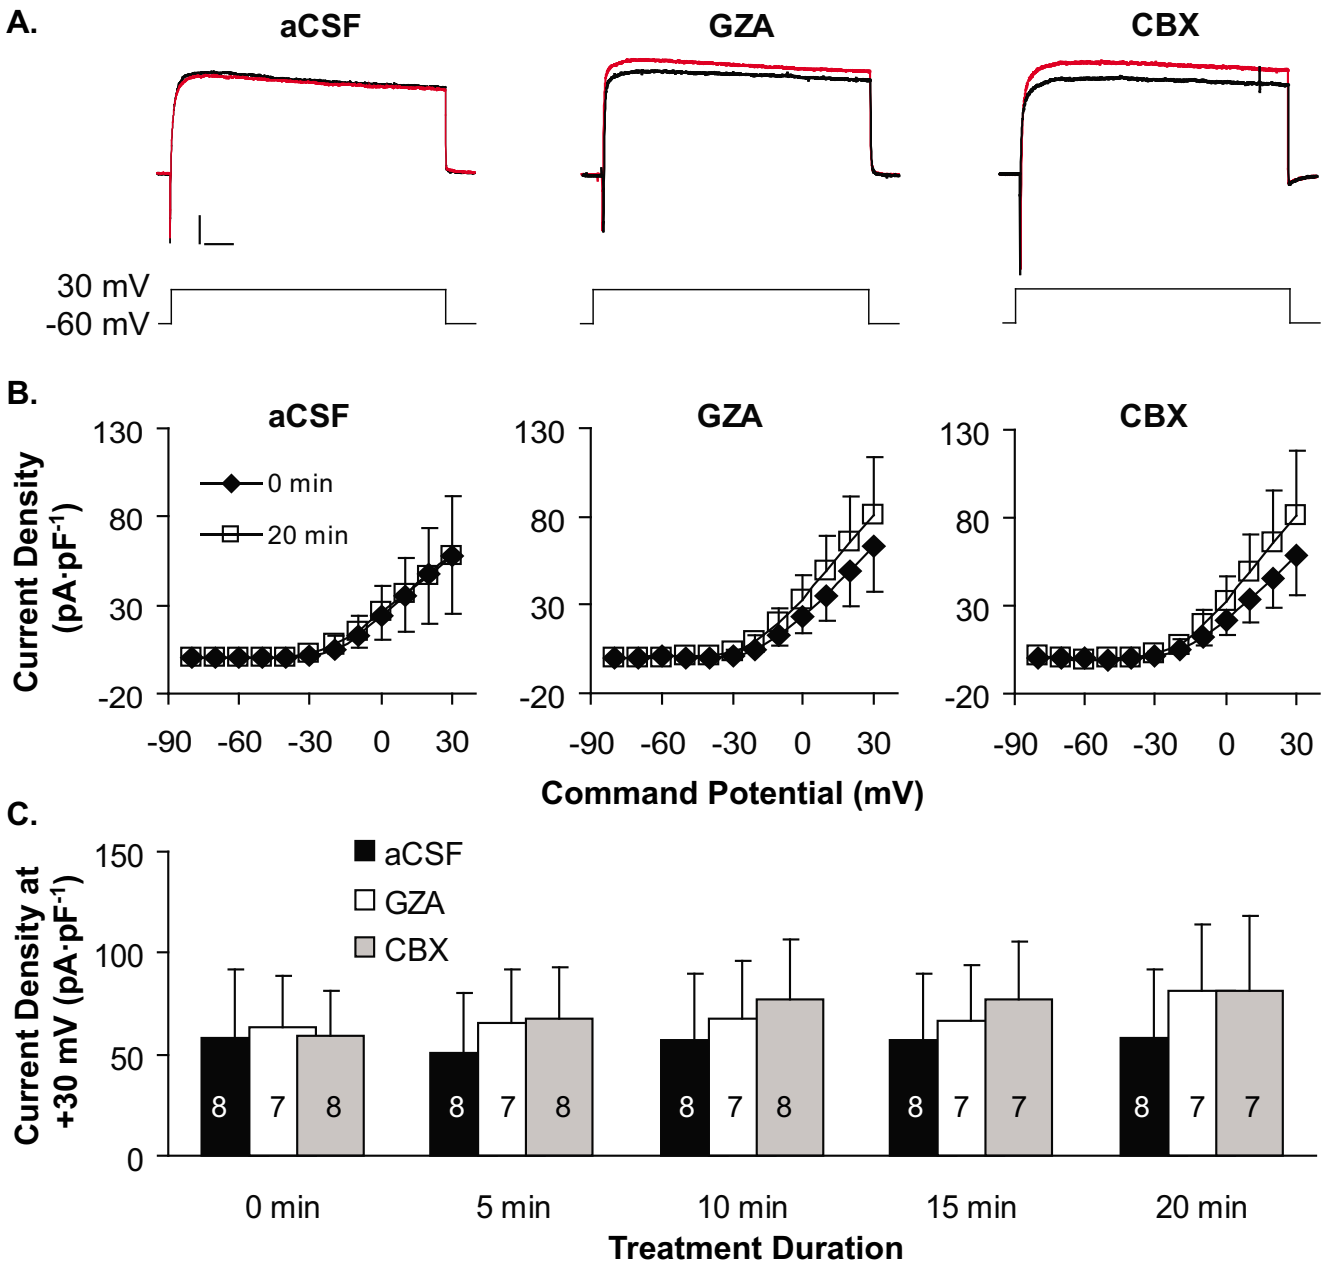 A.
aCSF GZA CBX
30 mV
-60 mV
B.
aCSF GZA CBX
Current Density
(pA·pF-1)
130 130 130
80 80 80
30 30 30
-20 -20 -20
0 min
20 min
-90 -60 -30 0 30 -90 -60 -30 0 30 -90 -60 -30 0 30
Command Potential (mV)
C.
Current Density at
+30 mV (pA·pF-1)
150
100
50
0
aCSF
GZA
CBX
8 7 8 8 7 8 8 7 8 8 7 7 8 7 7
0 min 5 min 10 min 15 min 20 min
Treatment Duration